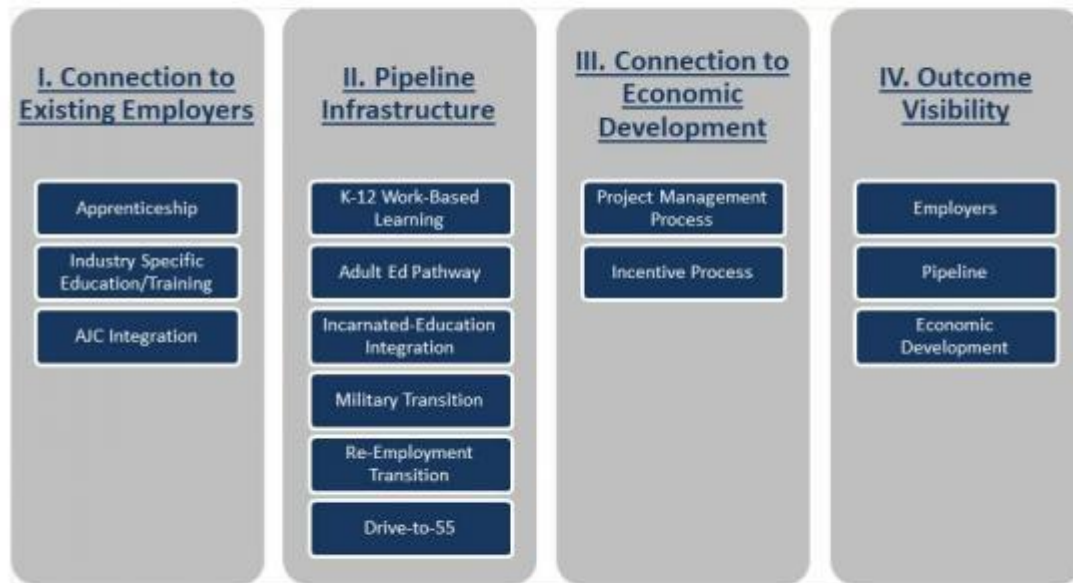 I. Connection to
Existing Employers
Apprenticeship
Industry Specific
Education/Training
AJC Integration
II. Pipeline
Infrastructure
K-12 Work-Based
Learning
Adult Ed Pathway
Incarnated-Education
Integration
Military Transition
Re-Employment
Transition
Drive-to-55
III. Connection to
Economic
Development
Project Management
Process
Incentive Process
IV. Outcome
Visibility
Employers
Pipeline
Economic
Development